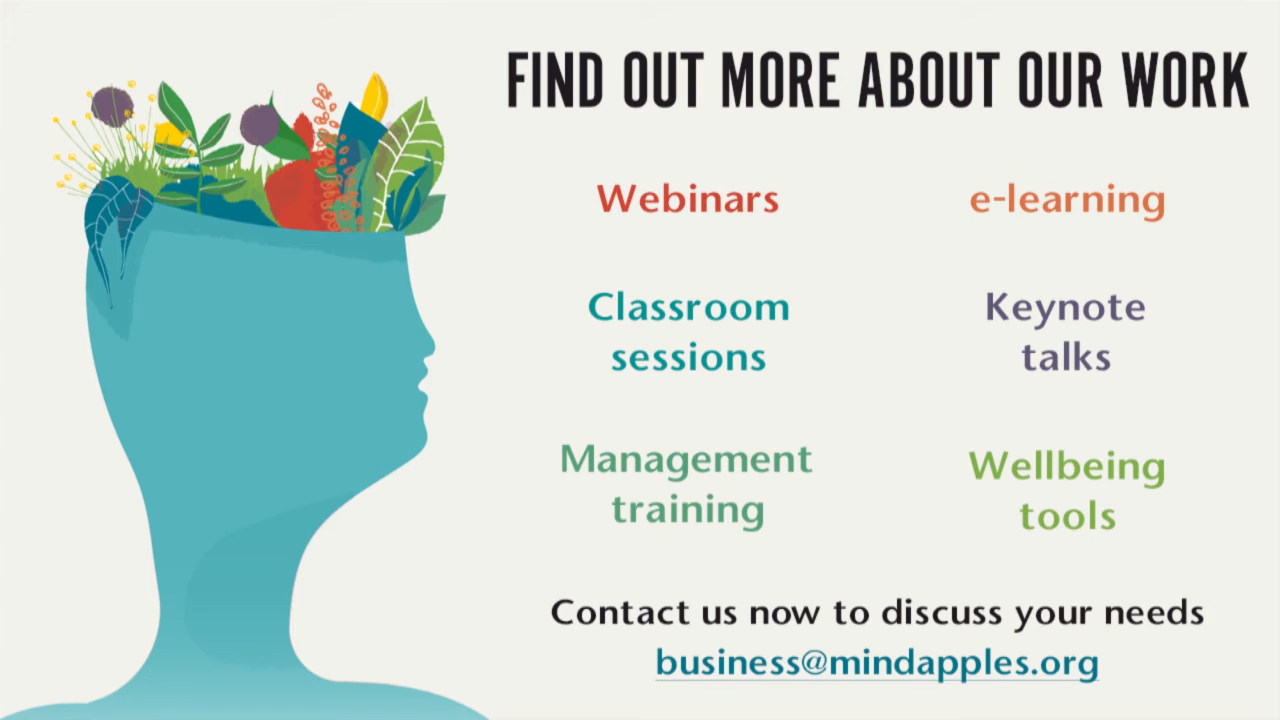 FIND OUT MORE ABOUT OUR WORK
Webinars
e-learning
Classroom
sessions
Keynote
talks
Management
training
Wellbeing
tools
Contact us now to discuss your needs
business@mindapples.org